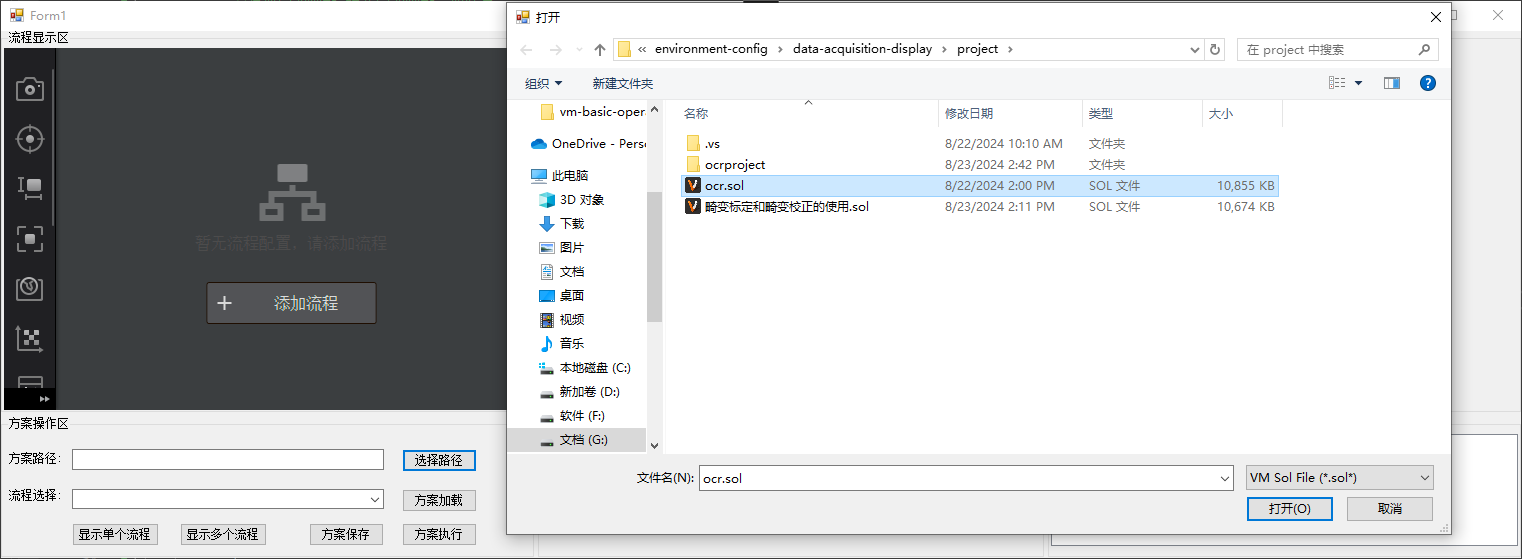 Form1
流程显示区
暂无流程配置，请添加流程
添加流程
方案操作区
方案路径：
选择路径
流程选择：
方案加载
显示单个流程
显示多个流程
方案保存
方案执行
打开
« environment-config › data-acquisition-display › project ›
在 project 中搜索
组织
新建文件夹
vm-basic-oper
OneDrive - Perso
此电脑
3D 对象
下载
图片
文档
桌面
视频
音乐
本地磁盘 (C:)
新加卷 (D:)
软件 (F:)
文档 (G:)
名称 修改日期 类型 大小
.vs 8/22/2024 10:10 AM 文件夹
ocrproject 8/23/2024 2:42 PM 文件夹
ocr.sol 8/22/2024 2:00 PM SOL 文件 10,855 KB
畸变标定和畸变校正的使用.sol 8/23/2024 2:11 PM SOL 文件 10,674 KB
文件名(N): ocr.sol
VM Sol File (*.sol*)
打开(O)
取消